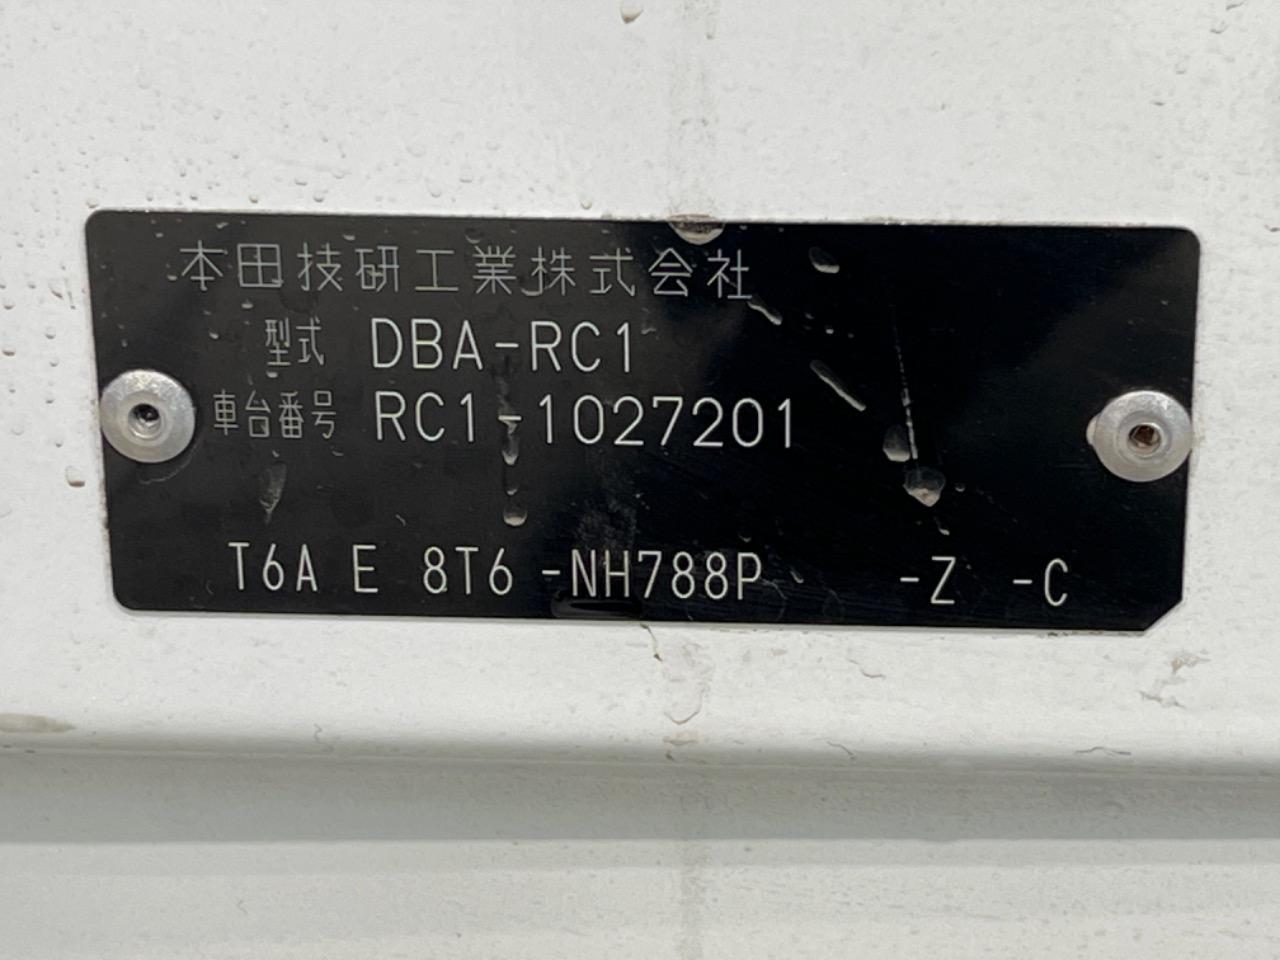 本田技研工業株式会社
型式 DBA-RC1
車台番号 RC1-1027201
T6A E 8T6 -NH788P -Z -C